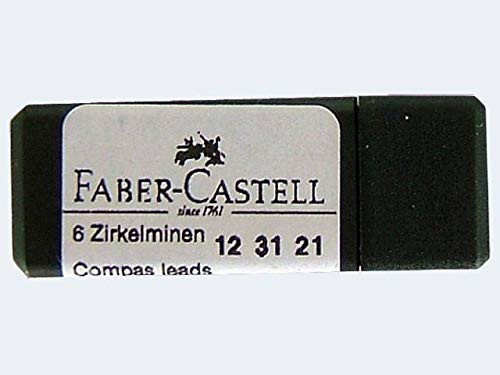 FABER-CASTELL
since 1761
6 Zirkelminen 12 31 21
Compas leads